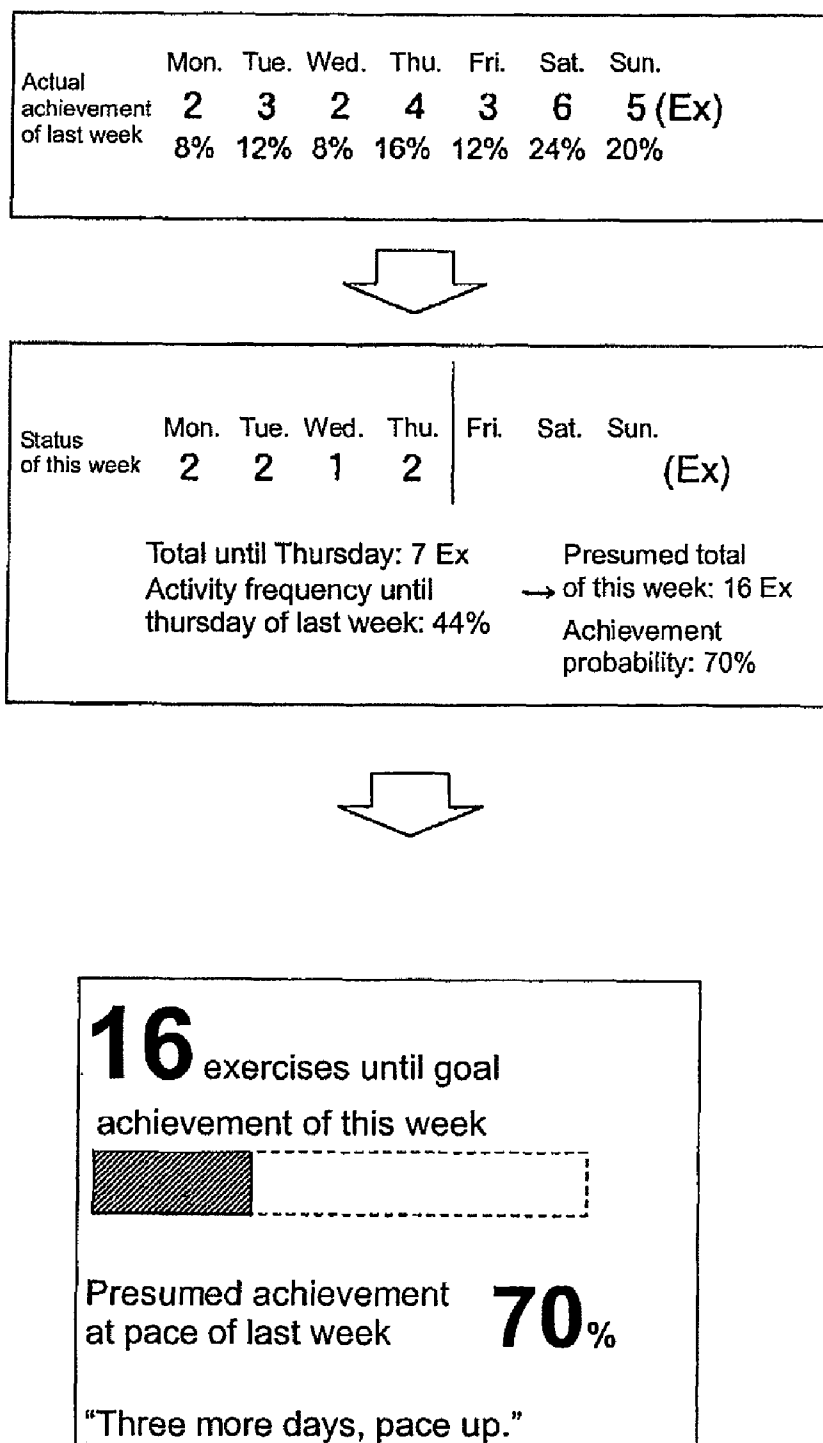 Mon. Tue. Wed. Thu. Fri. Sat. Sun.
Actual achievement of last week 2 3 2 4 3 6 5 (Ex)
8% 12% 8% 16% 12% 24% 20%
Mon. Tue. Wed. Thu. Fri. Sat. Sun.
Status of this week 2 2 1 2 (Ex)
Total until Thursday: 7 Ex
Activity frequency until
thursday of last week: 44%
→ Presumed total
of this week: 16 Ex
Achievement
probability: 70%
16 exercises until goal
achievement of this week
Presumed achievement
at pace of last week 70%
“Three more days, pace up.”